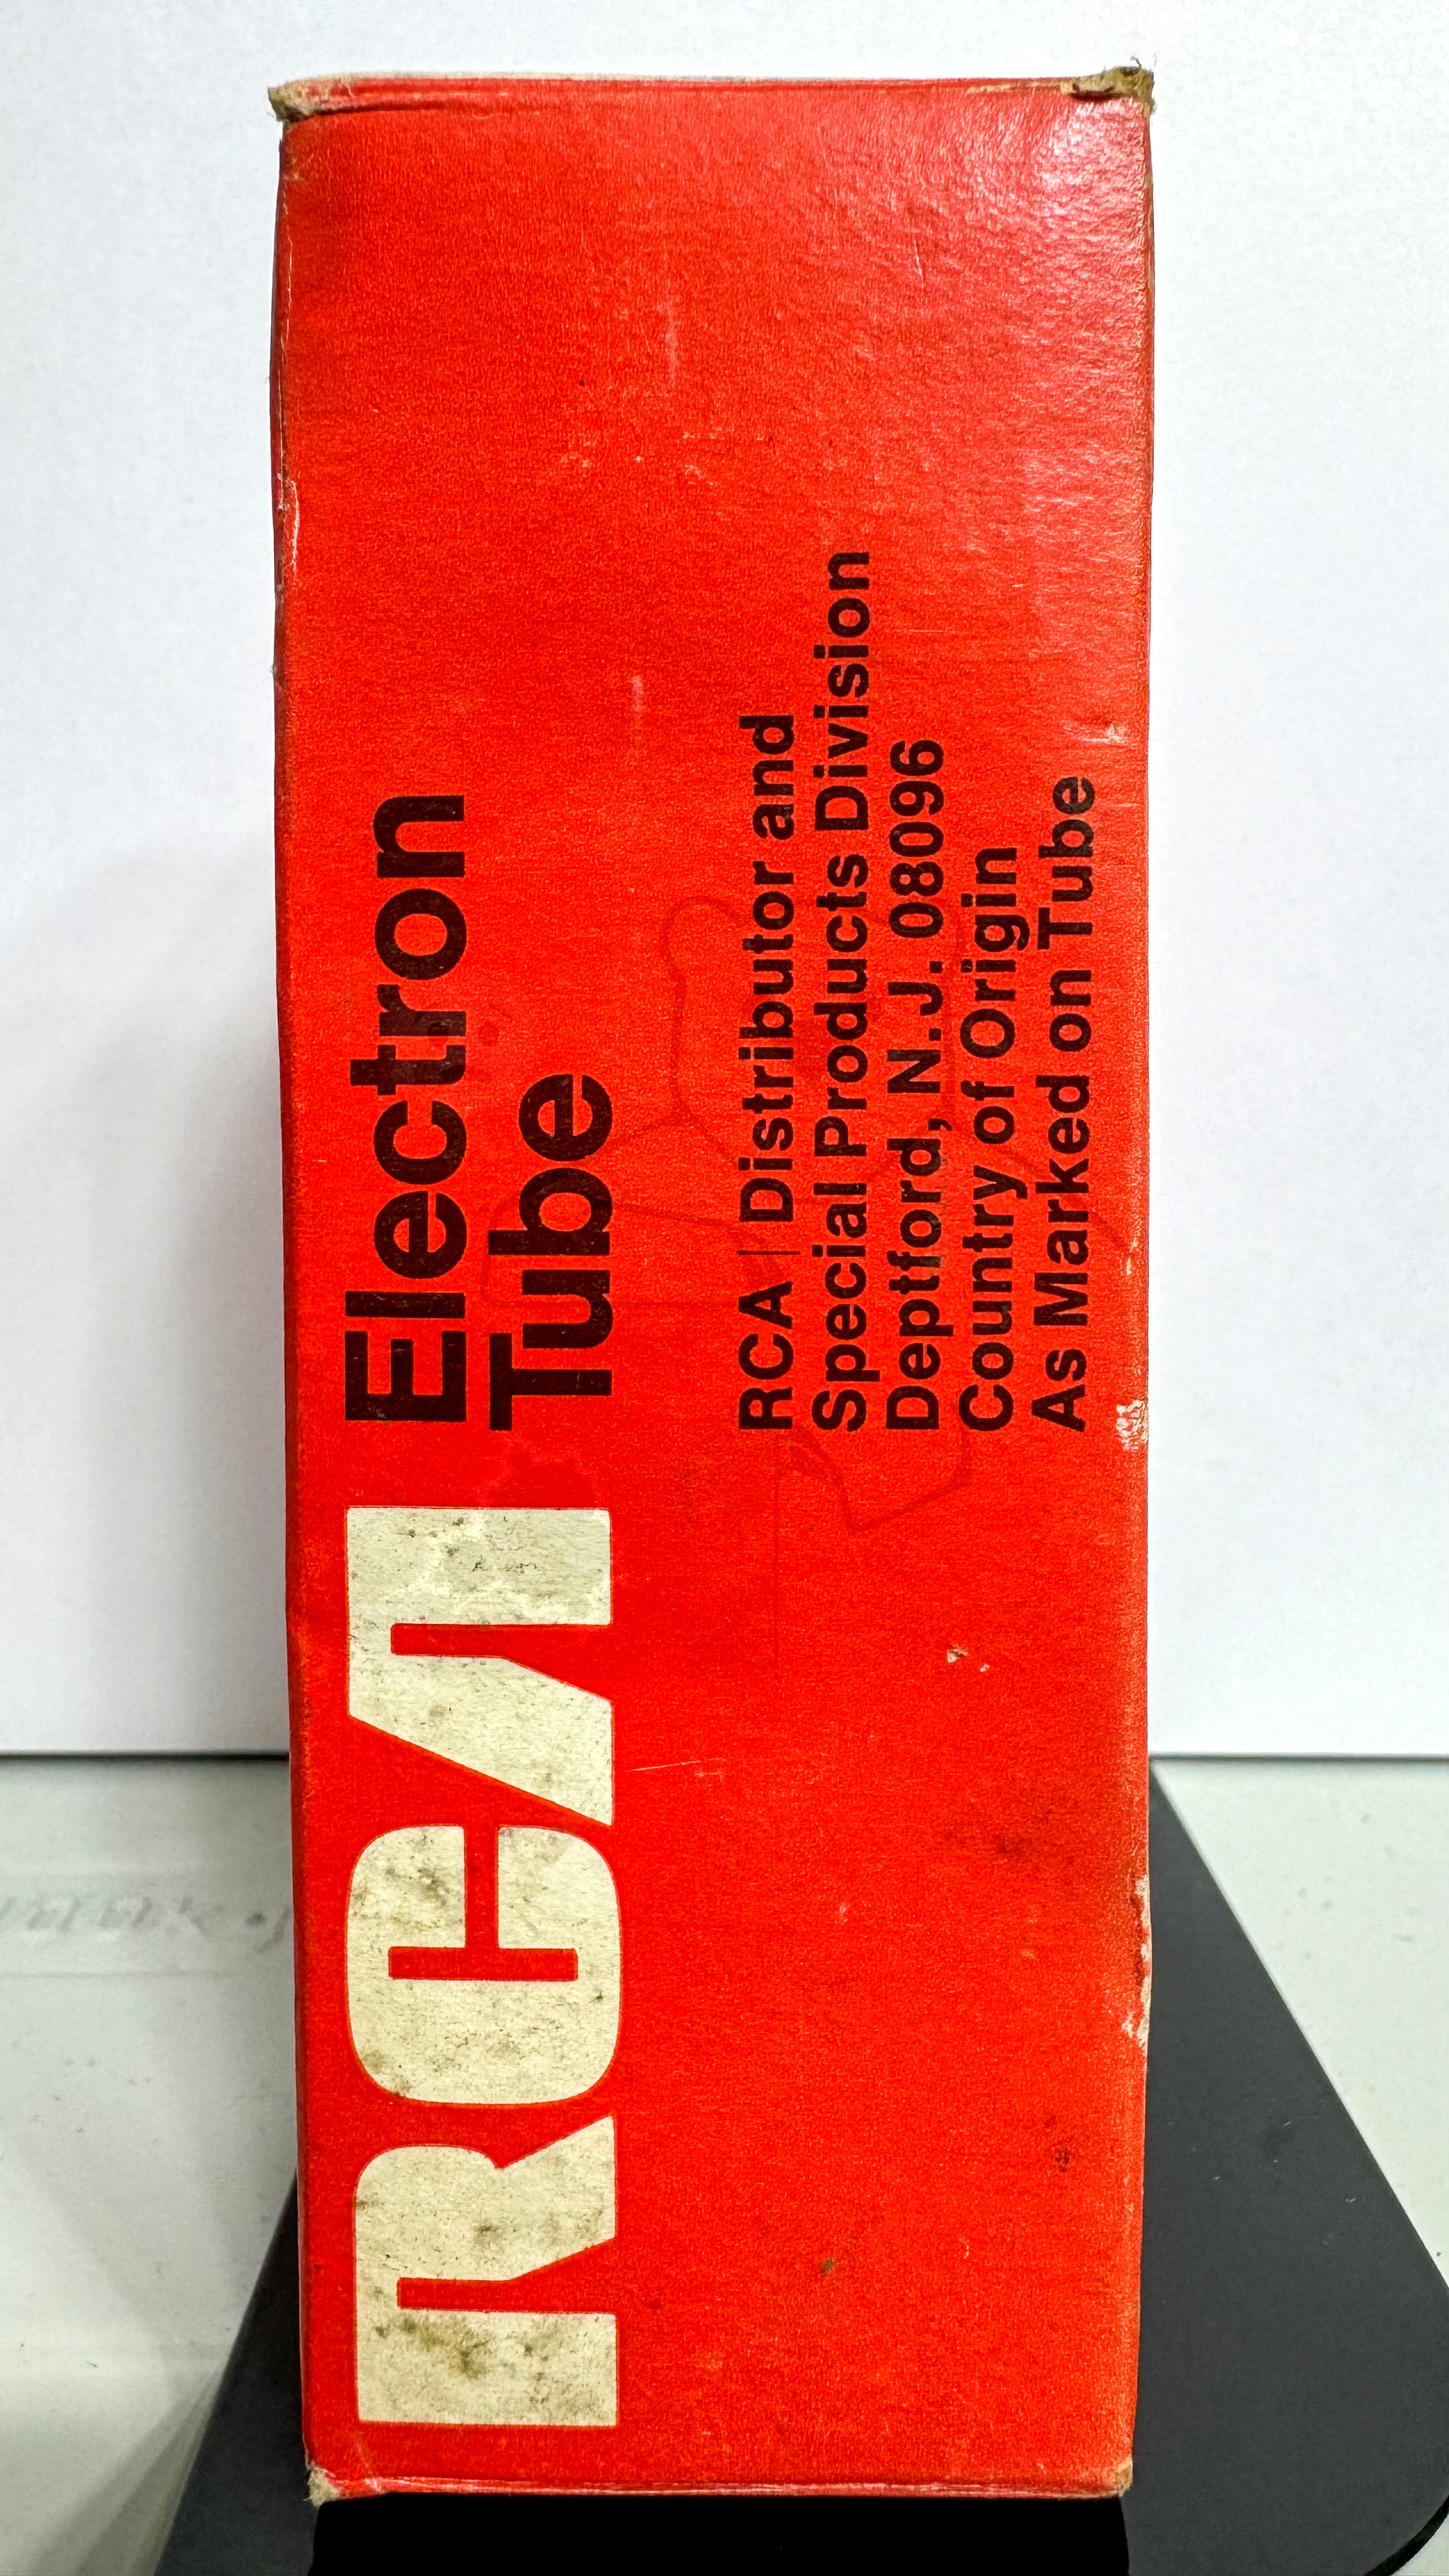 RCA
Electron
Tube
RCA | Distributor and
Special Products Division
Deptford, N.J. 08096
Country of Origin
As Marked on Tube